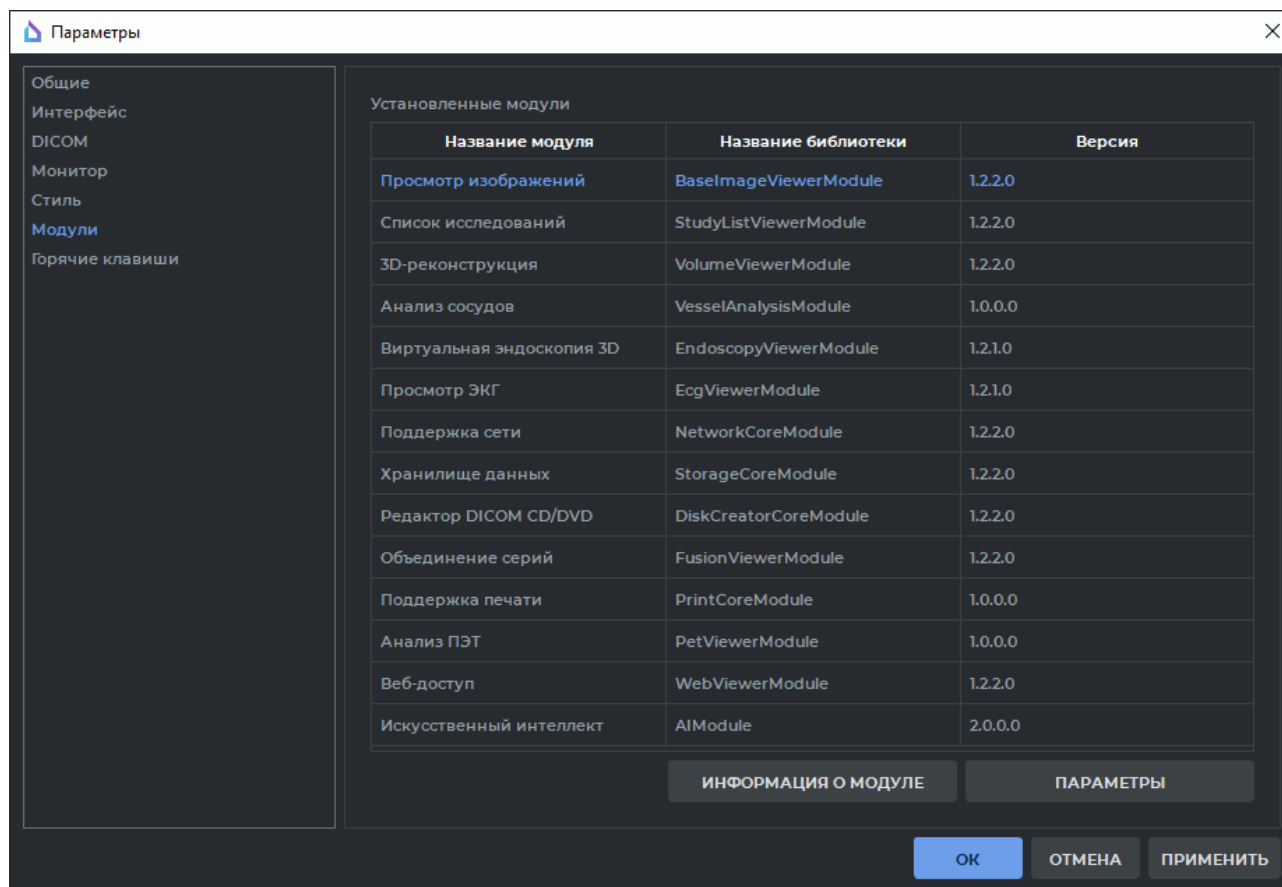 Параметры
Общие
Интерфейс
DICOM
Монитор
Стиль
Модули
Горячие клавиши
Установленные модули
Название модуля Название библиотеки Версия
Просмотр изображений BaseImageViewerModule 1.2.2.0
Список исследований StudyListViewerModule 1.2.2.0
3D-реконструкция VolumeViewerModule 1.2.2.0
Анализ сосудов VesselAnalysisModule 1.0.0.0
Виртуальная эндоскопия 3D EndoscopyViewerModule 1.2.1.0
Просмотр ЭКГ EcgViewerModule 1.2.1.0
Поддержка сети NetworkCoreModule 1.2.2.0
Хранилище данных StorageCoreModule 1.2.2.0
Редактор DICOM CD/DVD DiskCreatorCoreModule 1.2.2.0
Объединение серий FusionViewerModule 1.2.2.0
Поддержка печати PrintCoreModule 1.0.0.0
Анализ ПЭТ PetViewerModule 1.0.0.0
Веб-доступ WebViewerModule 1.2.2.0
Искусственный интеллект AIModule 2.0.0.0
ИНФОРМАЦИЯ О МОДУЛЕ ПАРАМЕТРЫ
ОК ОТМЕНА ПРИМЕНИТЬ